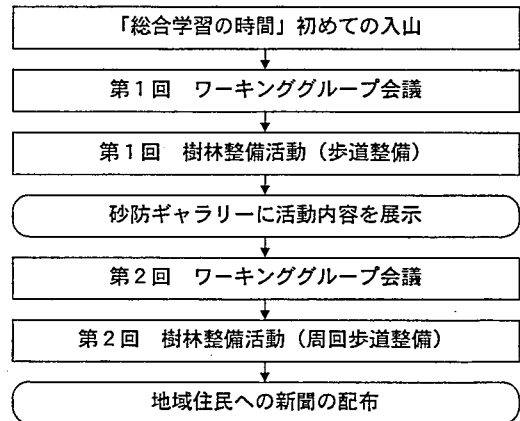 「総合学習の時間」初めての入山
第1回 ワーキンググループ会議
第1回 樹林整備活動（歩道整備）
砂防ギャラリーに活動内容を展示
第2回 ワーキンググループ会議
第2回 樹林整備活動（周回歩道整備）
地域住民への新聞の配布